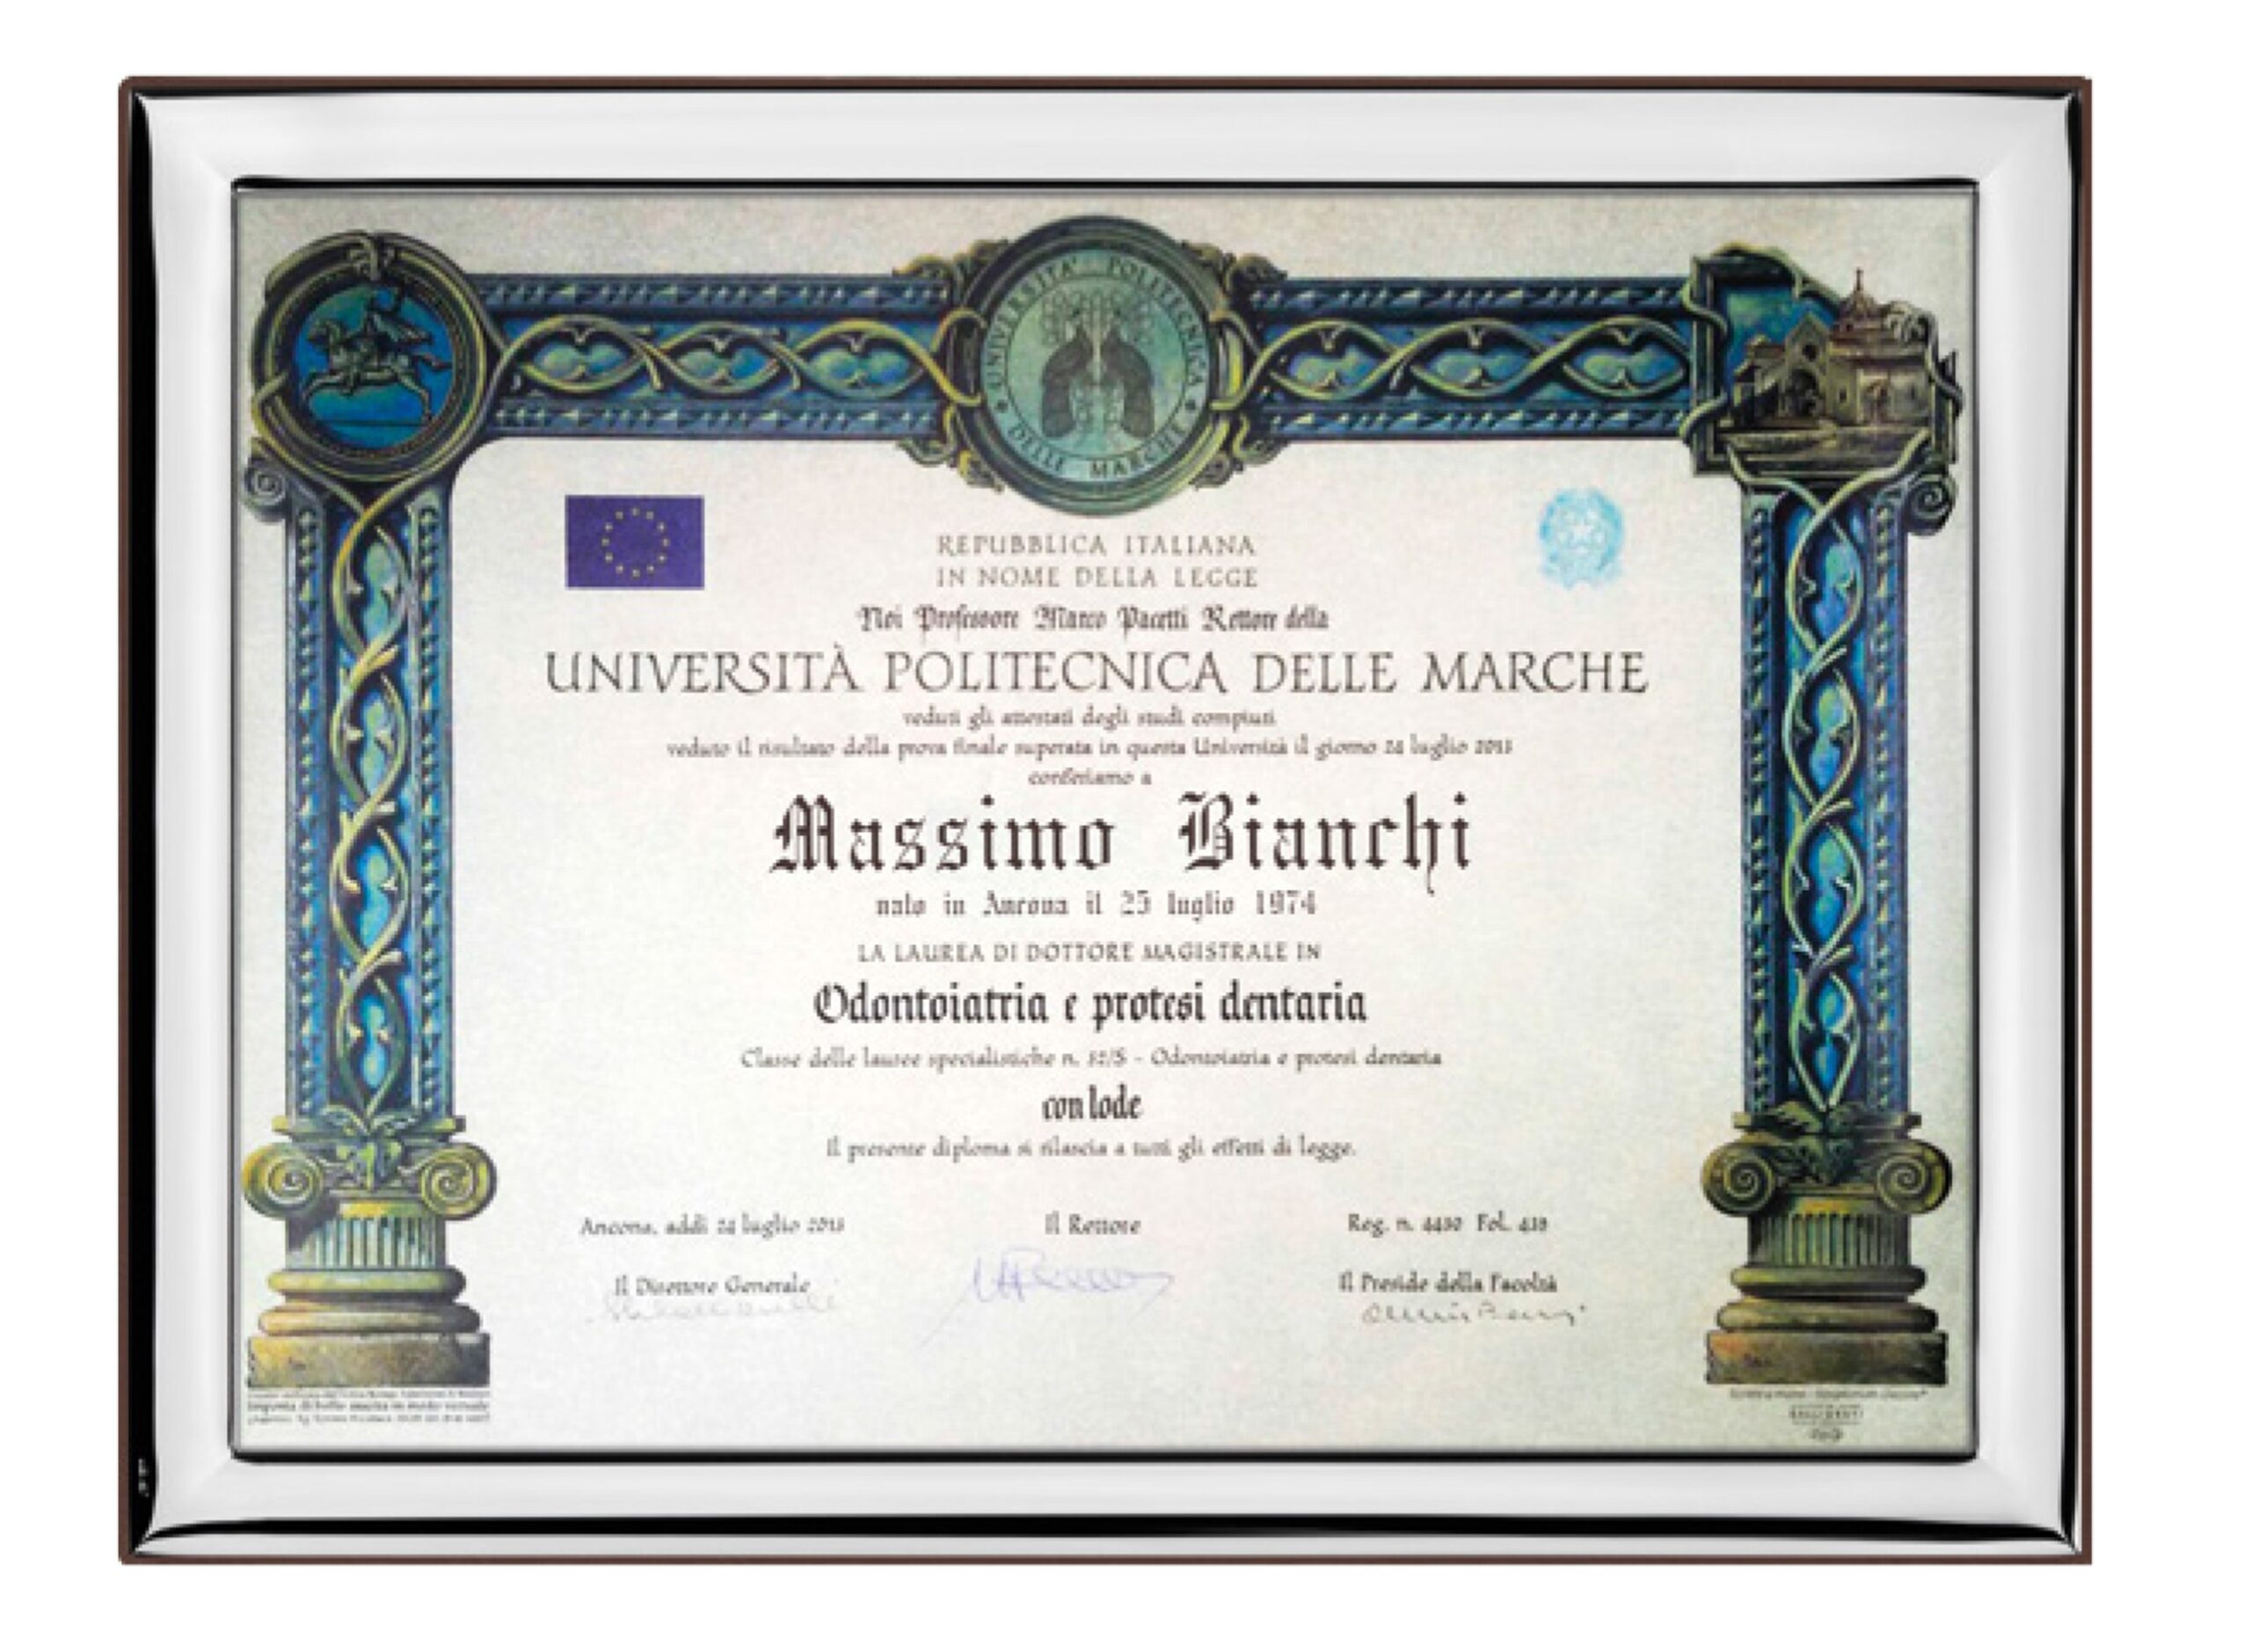 UNIVERSITA' POLITECNICA DELLE MARCHE
REPUBBLICA ITALIANA
IN NOME DELLA LEGGE
Noi Professore Marco Pacetti Rettore della
UNIVERSITÀ POLITECNICA DELLE MARCHE
veduti gli attestati degli studi compiuti
veduto il risultato della prova finale superata in questa Università il giorno 24 luglio 2013
conferiamo a
Massimo Bianchi
nato in Ancona il 25 luglio 1974
LA LAUREA DI DOTTORE MAGISTRALE IN
Odontoiatria e protesi dentaria
Classe delle lauree specialistiche n. 52/S - Odontoiatria e protesi dentaria
con lode
Il presente diploma si rilascia a tutti gli effetti di legge.
Ancona, addì 24 luglio 2013
Il Rettore
Reg. n. Fol.
Il Direttore Generale
Il Preside della Facoltà